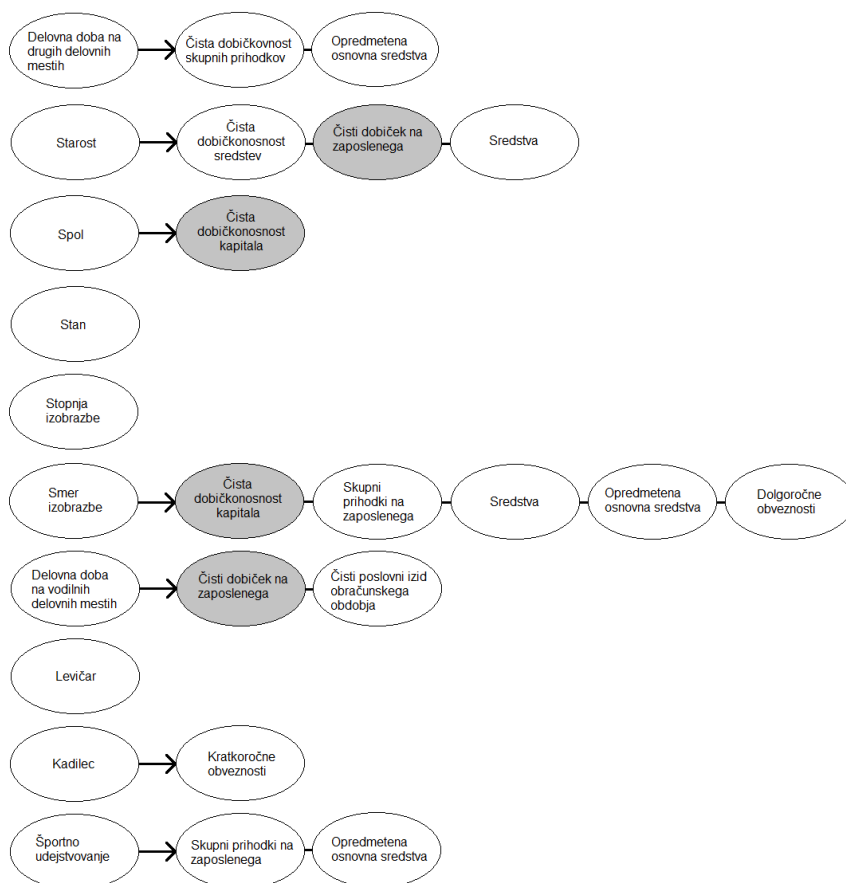 Delovna doba na
drugih delovnih
mestih
Čista dobičkovnost
skupnih prihodkov
Opredmetena
osnovna sredstva
Starost
Čista
dobičkonosnost
sredstev
Čisti dobiček na
zaposlenega
Sredstva
Spol
Čista
dobičkonosnost
kapitala
Stan
Stopnja
izobrazbe
Smer
izobrazbe
Čista
dobičkonosnost
kapitala
Skupni
prihodki na
zaposlenega
Sredstva
Opredmetena
osnovna sredstva
Dolgoročne
obveznosti
Delovna doba
na vodilnih
delovnih mestih
Čisti dobiček na
zaposlenega
Čisti poslovni izid
obračunskega
obdobja
Levičar
Kadilec
Kratkoročne
obveznosti
Športno
udejstvovanje
Skupni prihodki na
zaposlenega
Opredmetena
osnovna sredstva